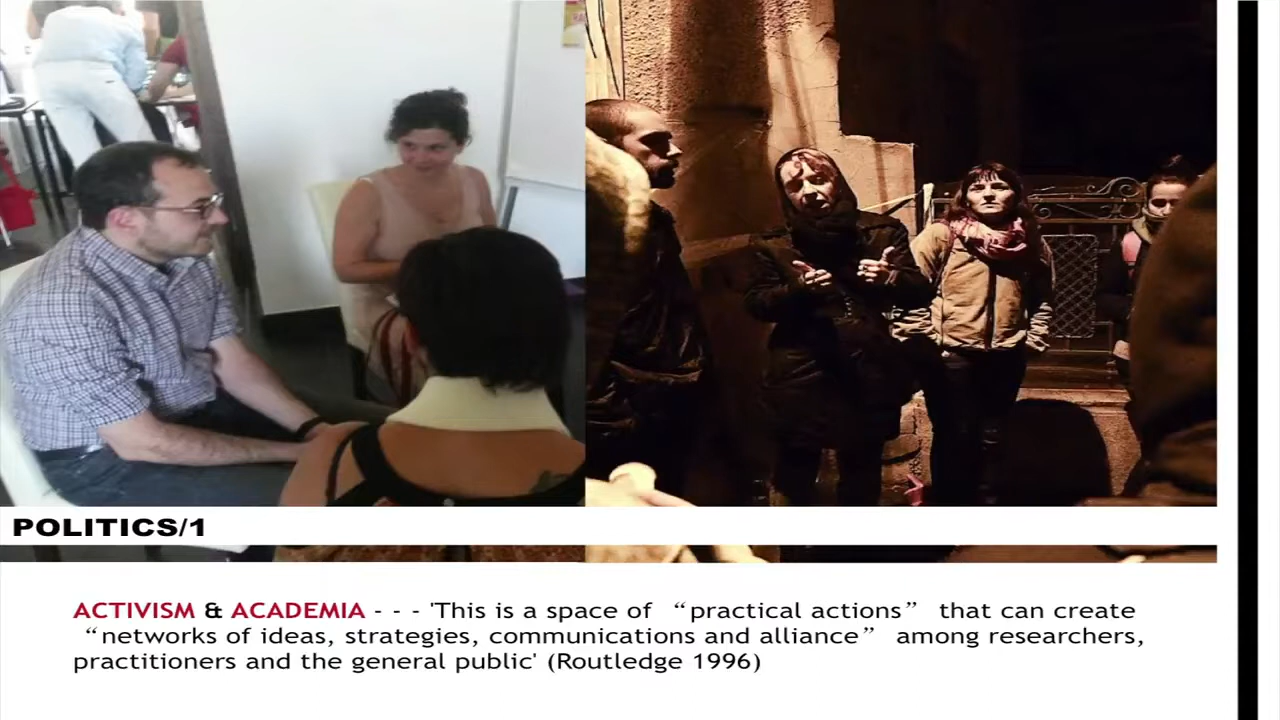 POLITICS/1
ACTIVISM & ACADEMIA - - - 'This is a space of “practical actions” that can create
“networks of ideas, strategies, communications and alliance” among researchers,
practitioners and the general public' (Routledge 1996)